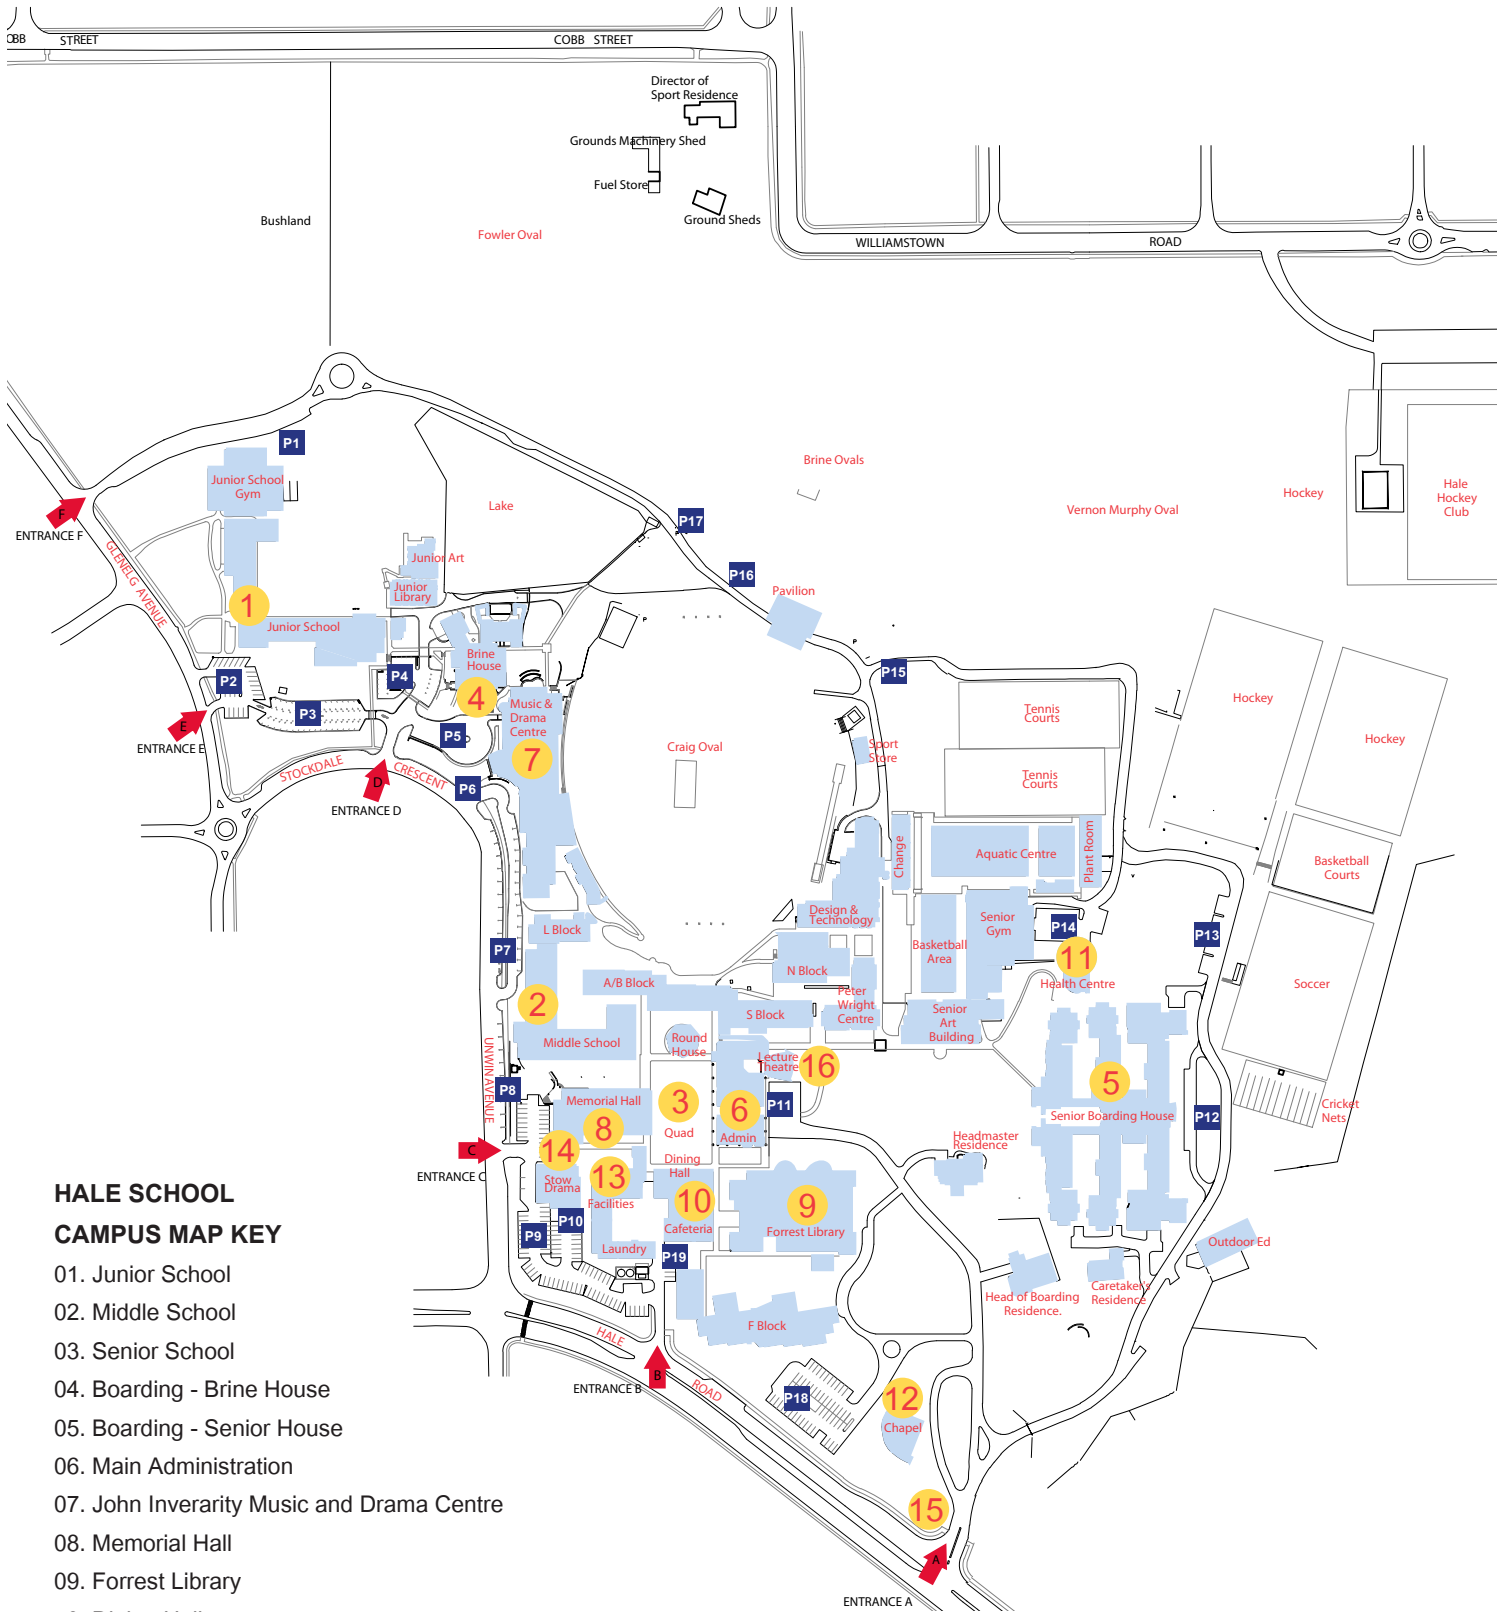 OBB STREET
COBB STREET
Director of
Sport Residence
Grounds Machinery Shed
Fuel Store
Ground Sheds
Bushland
Fowler Oval
WILLIAMSTOWN ROAD
P1
Junior School
Gym
Lake
Brine Ovals
Vernon Murphy Oval
Hockey
Hale
Hockey
Club
F
ENTRANCE F
GLENELG AVENUE
P17
P16
Junior Art
Junior
Library
Pavilion
1
Junior School
P2
P3
P4
Brine
House
4
Music &
Drama
Centre
7
P5
P6
P15
E
ENTRANCE E
STOCKDALE CRESCENT
D
ENTRANCE D
Craig Oval
Sport
Store
Tennis
Courts
Tennis
Courts
Hockey
Hockey
Basketball
Courts
Change
Aquatic Centre
Plant Room
Design &
Technology
Senior
Gym
P14
P13
Basketball
Area
11
Health Centre
Soccer
L Block
P7
A/B Block
N Block
2
S Block
Peter
Wright
Centre
Senior
Art
Building
Middle School
Round
House
Lecture
Theatre
16
UNWIN AVENUE
P8
5
Senior Boarding House
P12
Cricket
Nets
Memorial Hall
8
3
Quad
6
Admin
P11
C
ENTRANCE C
14
Stow
Drama
13
Facilities
Dining
Hall
10
Cafeteria
9
Forrest Library
Headmaster
Residence
P9
P10
Laundry
P19
Outdoor Ed
Head of Boarding
Residence.
Caretaker's
Residence
F Block
HALE ROAD
B
ENTRANCE B
P18
12
Chapel
15
A
ENTRANCE A
HALE SCHOOL
CAMPUS MAP KEY
01. Junior School
02. Middle School
03. Senior School
04. Boarding - Brine House
05. Boarding - Senior House
06. Main Administration
07. John Inverarity Music and Drama Centre
08. Memorial Hall
09. Forrest Library